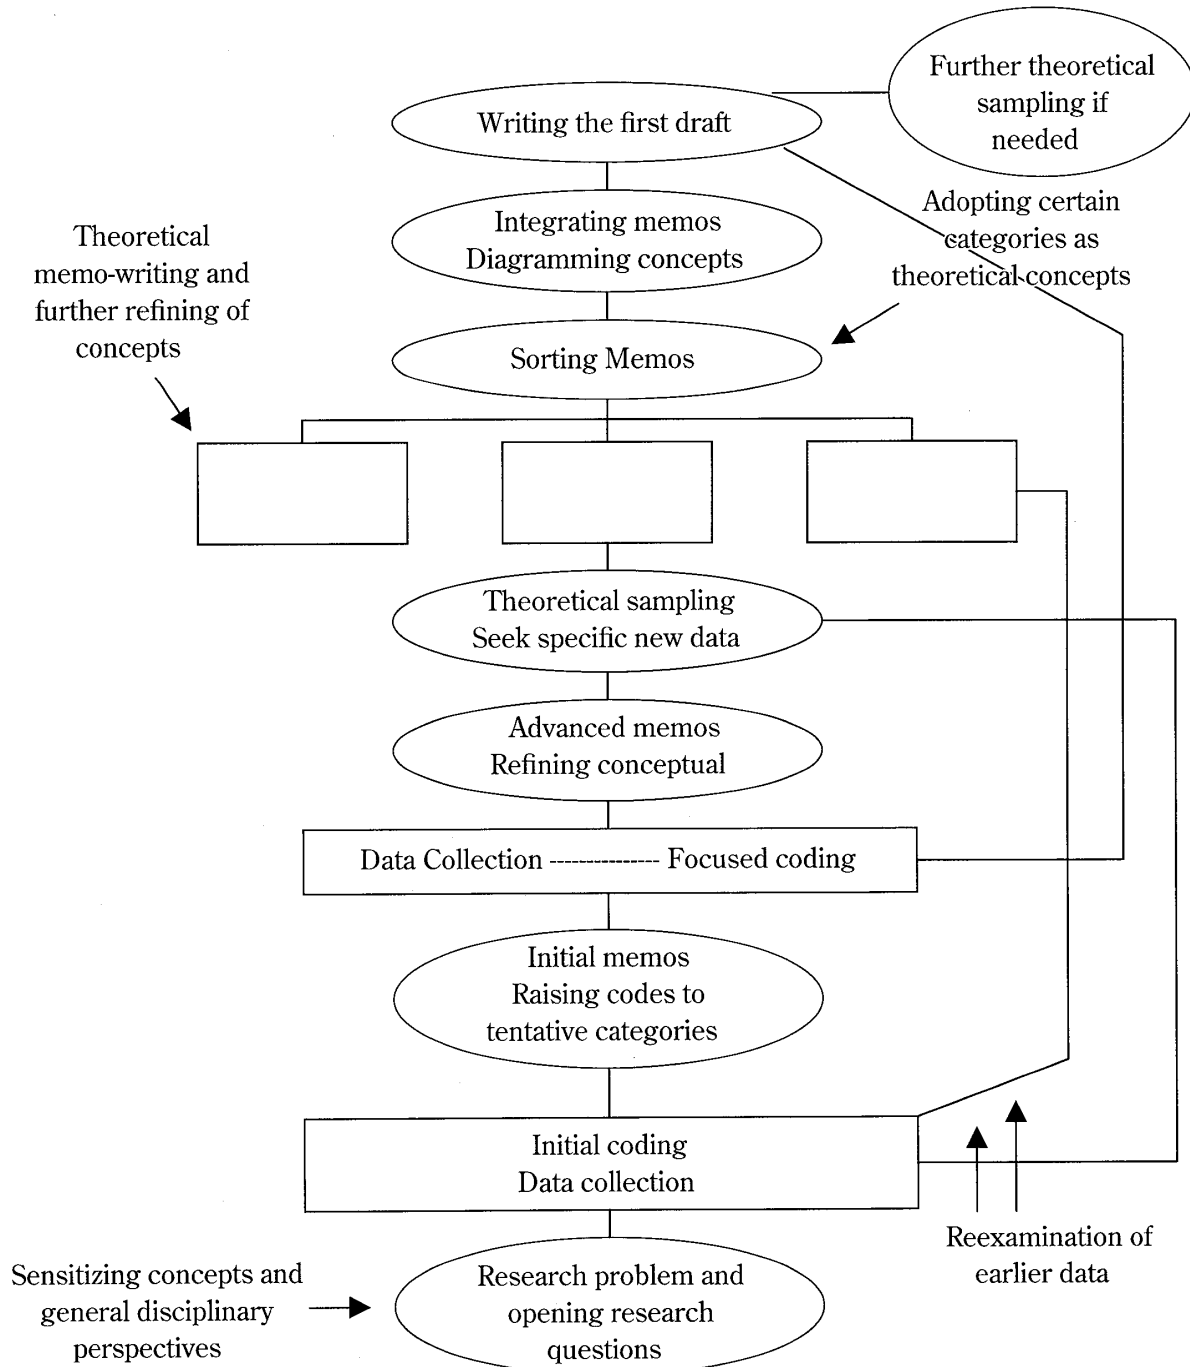 Further theoretical
sampling if
needed
Writing the first draft
Adopting certain
categories as
theoretical concepts
Integrating memos
Diagramming concepts
Theoretical
memo-writing and
further refining of
concepts
Sorting Memos
Theoretical sampling
Seek specific new data
Advanced memos
Refining conceptual
Data Collection --------------- Focused coding
Initial memos
Raising codes to
tentative categories
Initial coding
Data collection
Reexamination of
earlier data
Sensitizing concepts and
general disciplinary
perspectives
Research problem and
opening research
questions